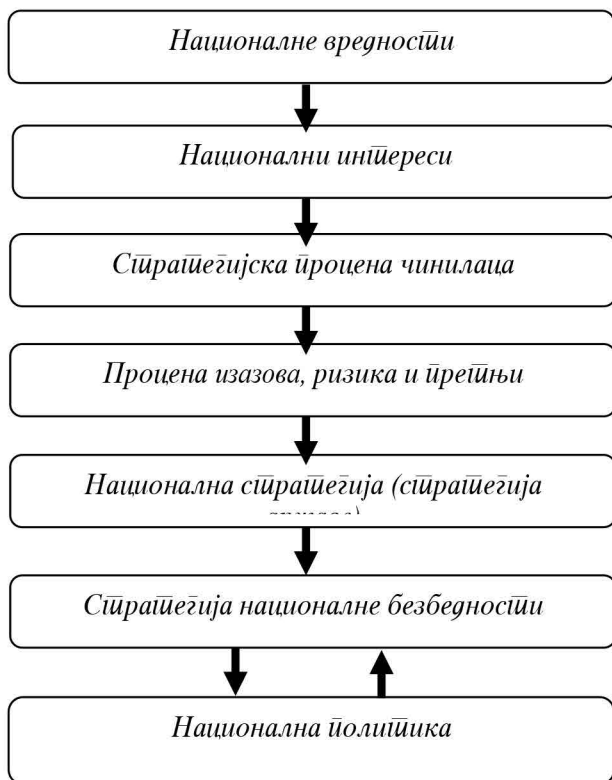 Националне вредности
Национални интереси
Стратегијска процена чинилаца
Процена изазова, ризика и претњи
Национална стратегија (стратегија
Стратегија националне безбедности
Национална политика